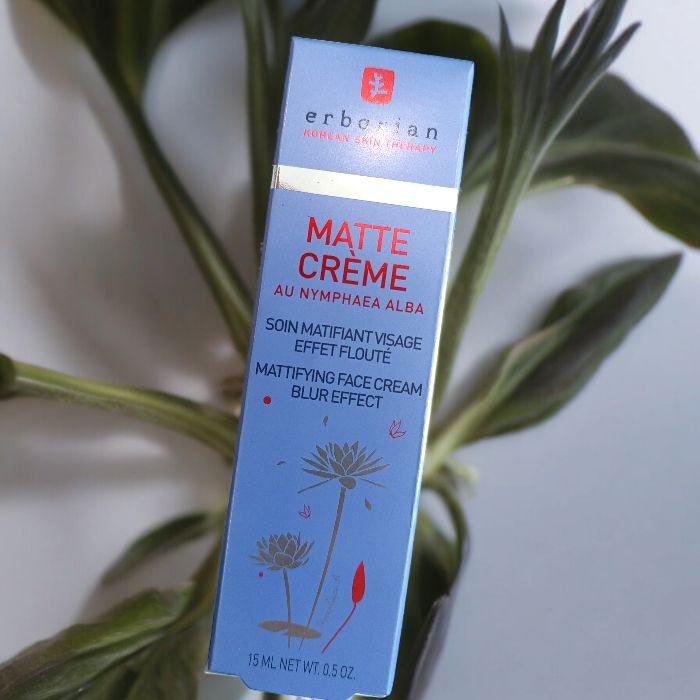 erborian
KOREAN SKIN THERAPY
MATTE
CRÈME
AU NYMPHAEA ALBA
SOIN MATIFIANT VISAGE
EFFET FLOUTÉ
MATTIFYING FACE CREAM
BLUR EFFECT
15 ML NET WT. 0.5 OZ.